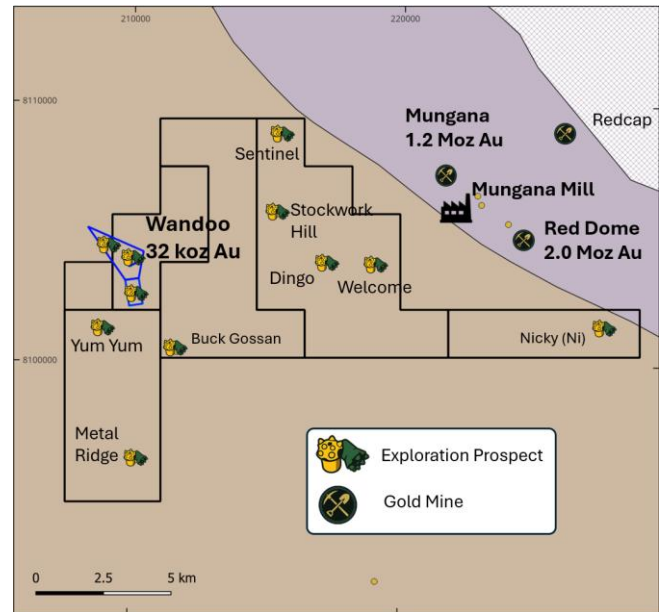 210000
220000
8110000
Mungana
1.2 Moz Au
Redcap
Sentinel
Mungana Mill
Stockwork
Hill
Wandoo
32 koz Au
Red Dome
2.0 Moz Au
Dingo
Welcome
Yum Yum
Buck Gossan
Nicky (Ni)
8100000
Metal
Ridge
Exploration Prospect
Gold Mine
0 2.5 5 km